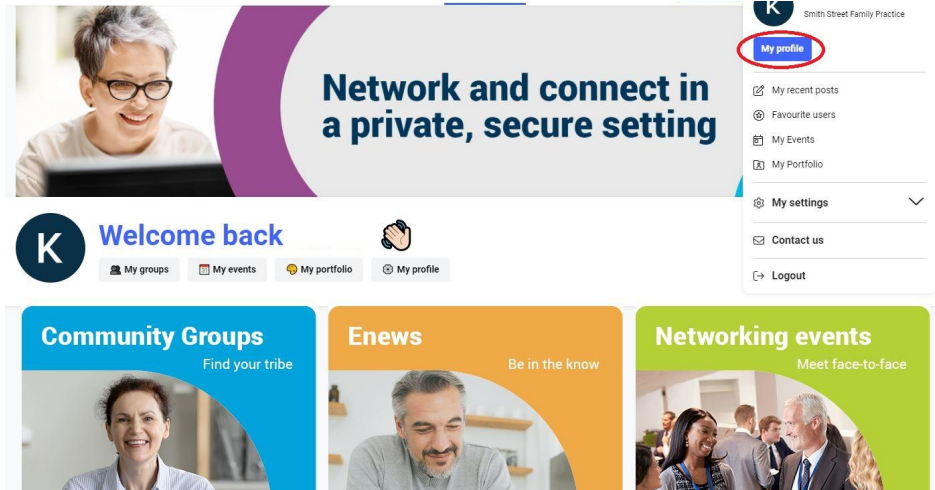 K
Smith Street Family Practice
My profile
Network and connect in
a private, secure setting
My recent posts
Favourite users
My Events
My Portfolio
My settings
Contact us
Logout
K
Welcome back
My groups
My events
My portfolio
My profile
Community Groups
Find your tribe
Enews
Be in the know
Networking events
Meet face-to-face